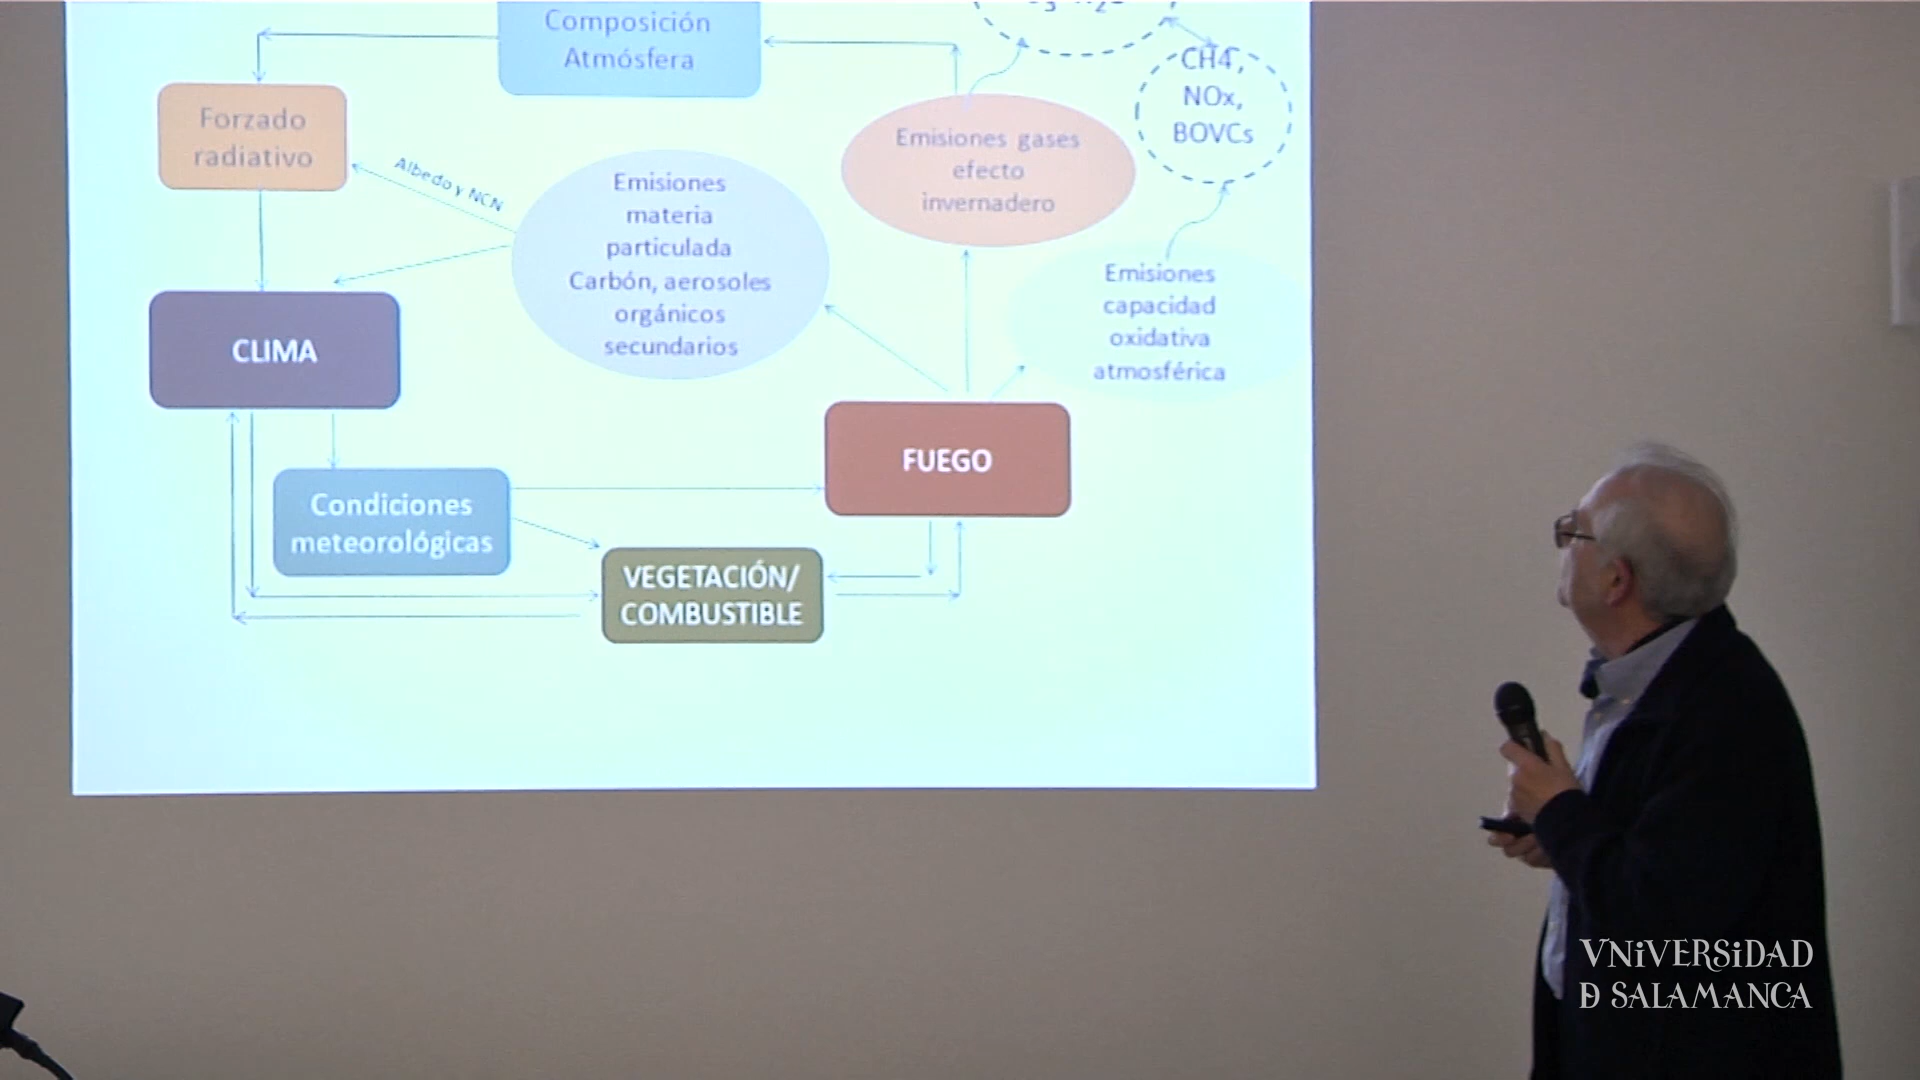 Composición
Atmósfera
CH4,
NOx,
BOVCs
Forzado
radiativo
Albedo y NCN
Emisiones gases
efecto
invernadero
Emisiones
materia
particulada
Carbón, aerosoles
orgánicos
secundarios
Emisiones
capacidad
oxidativa
atmosférica
CLIMA
FUEGO
Condiciones
meteorológicas
VEGETACIÓN/
COMBUSTIBLE
VNiVERSiDAD
D SALAMANCA